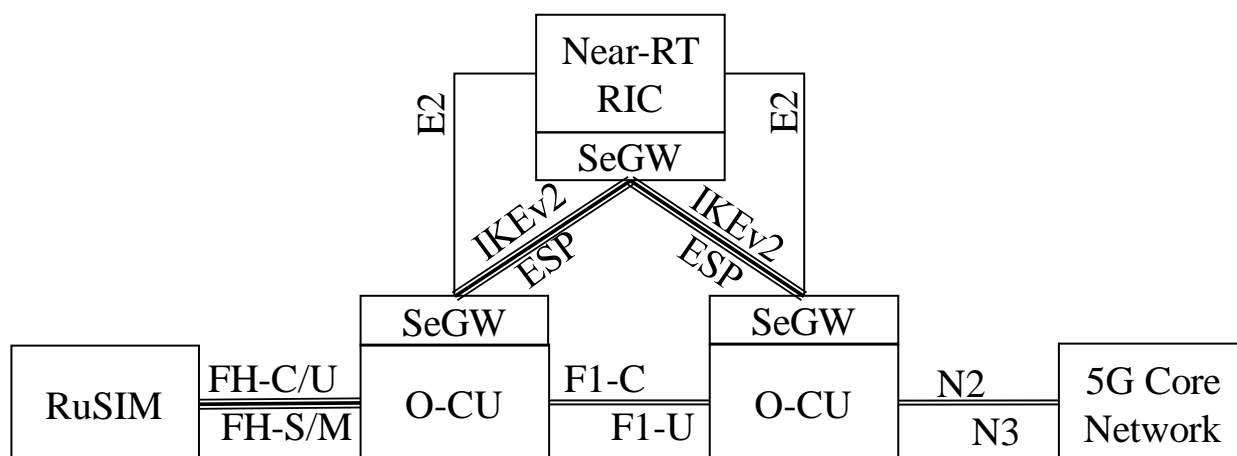 Near-RT
RIC
SeGW
E2
E2
IKEv2
ESP
IKEv2
ESP
SeGW
SeGW
RuSIM
FH-C/U
FH-S/M
O-CU
F1-C
F1-U
O-CU
N2
N3
5G Core
Network